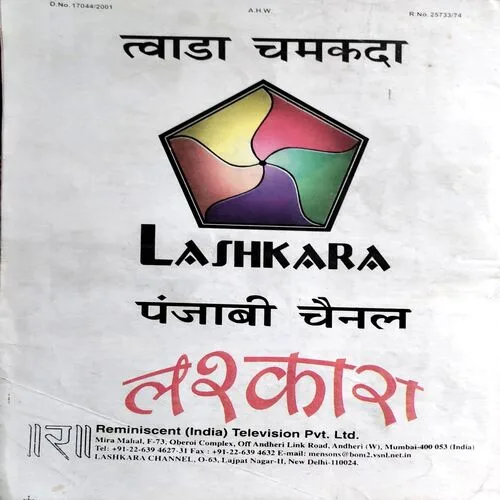 D.No. 17044/2001 A.H.W R.No. 25733/74
त्वाडा चमकदा
LASHKARA
पंजाबी चैनल
लश्कारा
॥र॥ Reminiscent (India) Television Pvt. Ltd.
Mira Mahal, F-73, Oberoi Complex, Off Andheri Link Road, Andheri (W), Mumbai-400 053 (India)
Tel: +91-22-639 4627-31 Fax : +91-22-639 4632 E-mail: mensons@bom2.vsnl.net.in
LASHKARA CHANNEL, O-63, Lajpat Nagar-II, New Delhi-110024.